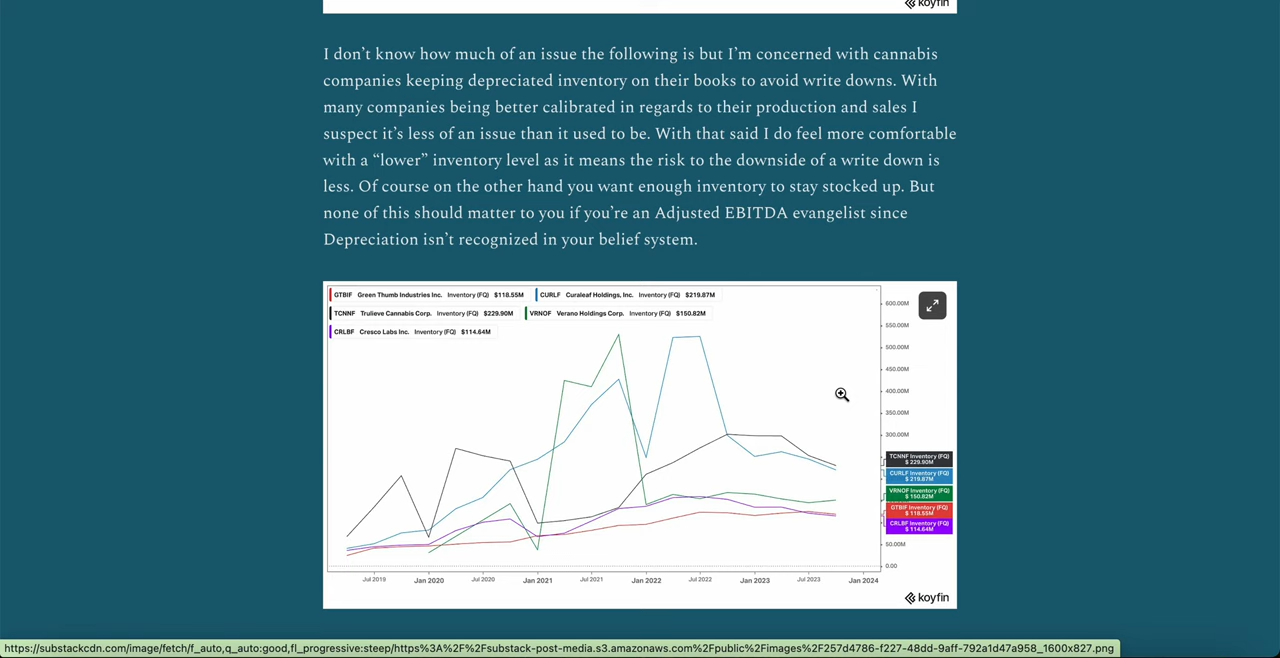 koyfin
I don’t know how much of an issue the following is but I’m concerned with cannabis
companies keeping depreciated inventory on their books to avoid write downs. With
many companies being better calibrated in regards to their production and sales I
suspect it’s less of an issue than it used to be. With that said I do feel more comfortable
with a “lower” inventory level as it means the risk to the downside of a write down is
less. Of course on the other hand you want enough inventory to stay stocked up. But
none of this should matter to you if you’re an Adjusted EBITDA evangelist since
Depreciation isn’t recognized in your belief system.
GTBIF Green Thumb Industries Inc. Inventory (FQ) $118.55M CURLF Curaleaf Holdings, Inc. Inventory (FQ) $219.87M
TCNNF Trulieve Cannabis Corp. Inventory (FQ) $229.90M VRNOF Verano Holdings Corp. Inventory (FQ) $150.82M
CRLBF Cresco Labs Inc. Inventory (FQ) $114.64M
600.00M
550.00M
500.00M
450.00M
400.00M
350.00M
300.00M
TCNNF Inventory (FQ)
$ 229.90M
CURLF Inventory (FQ)
$ 219.87M
VRNOF Inventory (FQ)
$ 150.82M
GTBIF Inventory (FQ)
$ 118.55M
CRLBF Inventory (FQ)
$ 114.64M
50.00M
0.00
Jul 2019 Jan 2020 Jul 2020 Jan 2021 Jul 2021 Jan 2022 Jul 2022 Jan 2023 Jul 2023 Jan 2024
koyfin
https://substackcdn.com/image/fetch/f_auto,q_auto:good,fl_progressive:steep/https%3A%2F%2Fsubstack-post-media.s3.amazonaws.com%2Fpublic%2Fimages%2F257d4786-f227-48dd-9aff-792a1d47a958_1600x827.png